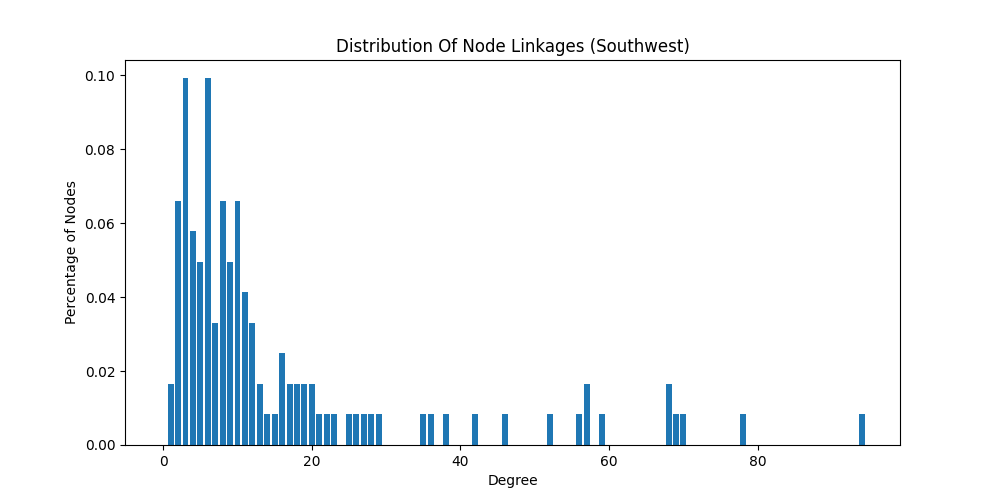 Distribution Of Node Linkages (Southwest)
0.10
0.08
0.06
0.04
0.02
0.00
Percentage of Nodes
0 20 40 60 80
Degree